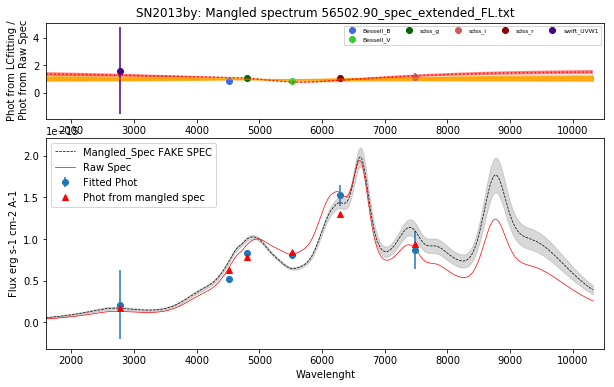 SN2013by: Mangled spectrum 56502.90_spec_extended_FL.txt
Phot from LCfitting /
Phot from Raw Spec
4
2
0
Bessell_B
Bessell_V
sdss_g
sdss_i
sdss_r
swift_UVW1
2000 3000 4000 5000 6000 7000 8000 9000 10000
Flux erg s-1 cm-2 A-1
2.0
1.5
1.0
0.5
0.0
Mangled_Spec FAKE SPEC
Raw Spec
Fitted Phot
Phot from mangled spec
2000 3000 4000 5000 6000 7000 8000 9000 10000
Wavelenght